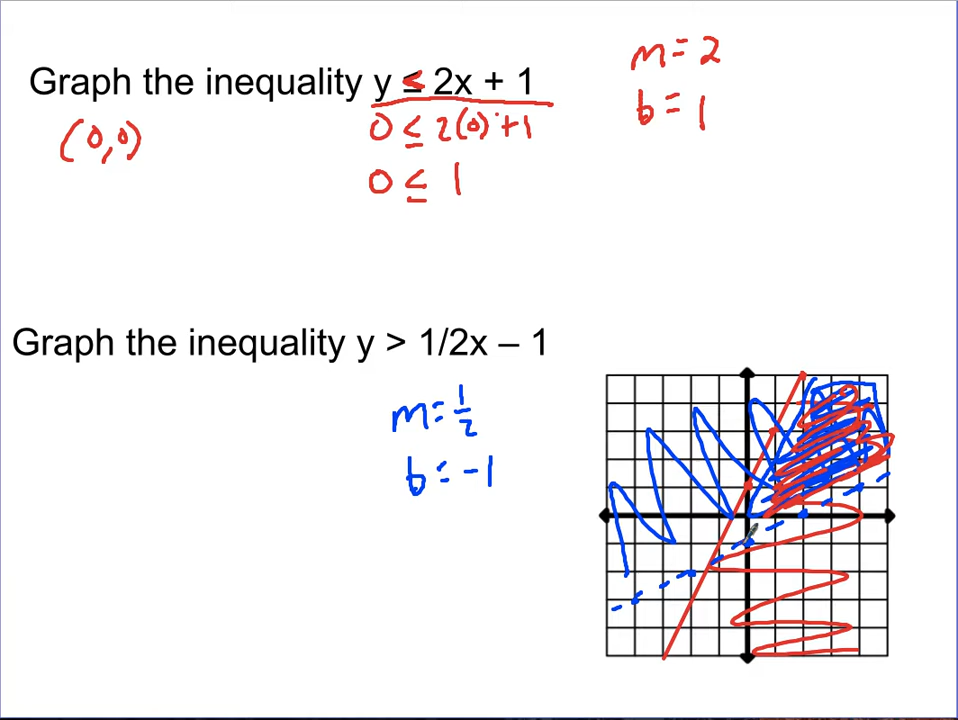 m = 2
Graph the inequality y ≤ 2x + 1
b = 1
(0,0)
0 ≤ 2(0) + 1
0 ≤ 1
Graph the inequality y > 1/2x – 1
m = 1/2
b = -1